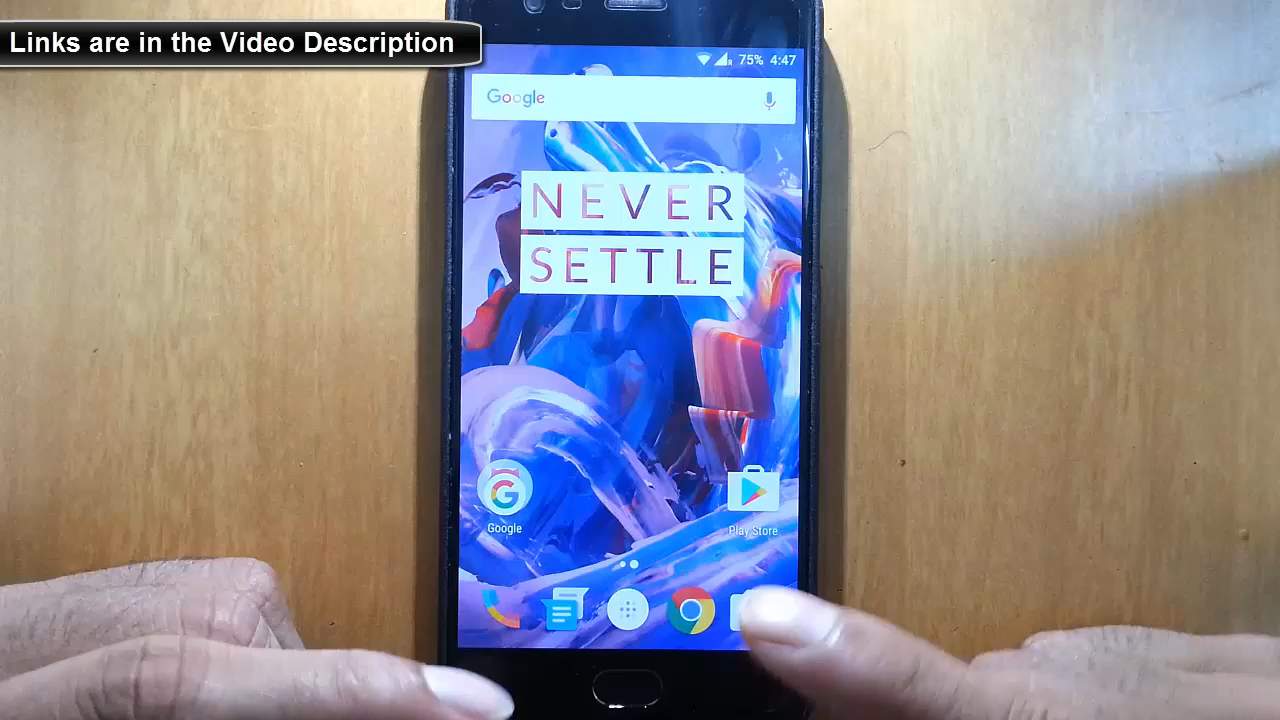 Links are in the Video Description
75% 4:47
Google
NEVER
SETTLE
Google
Play Store